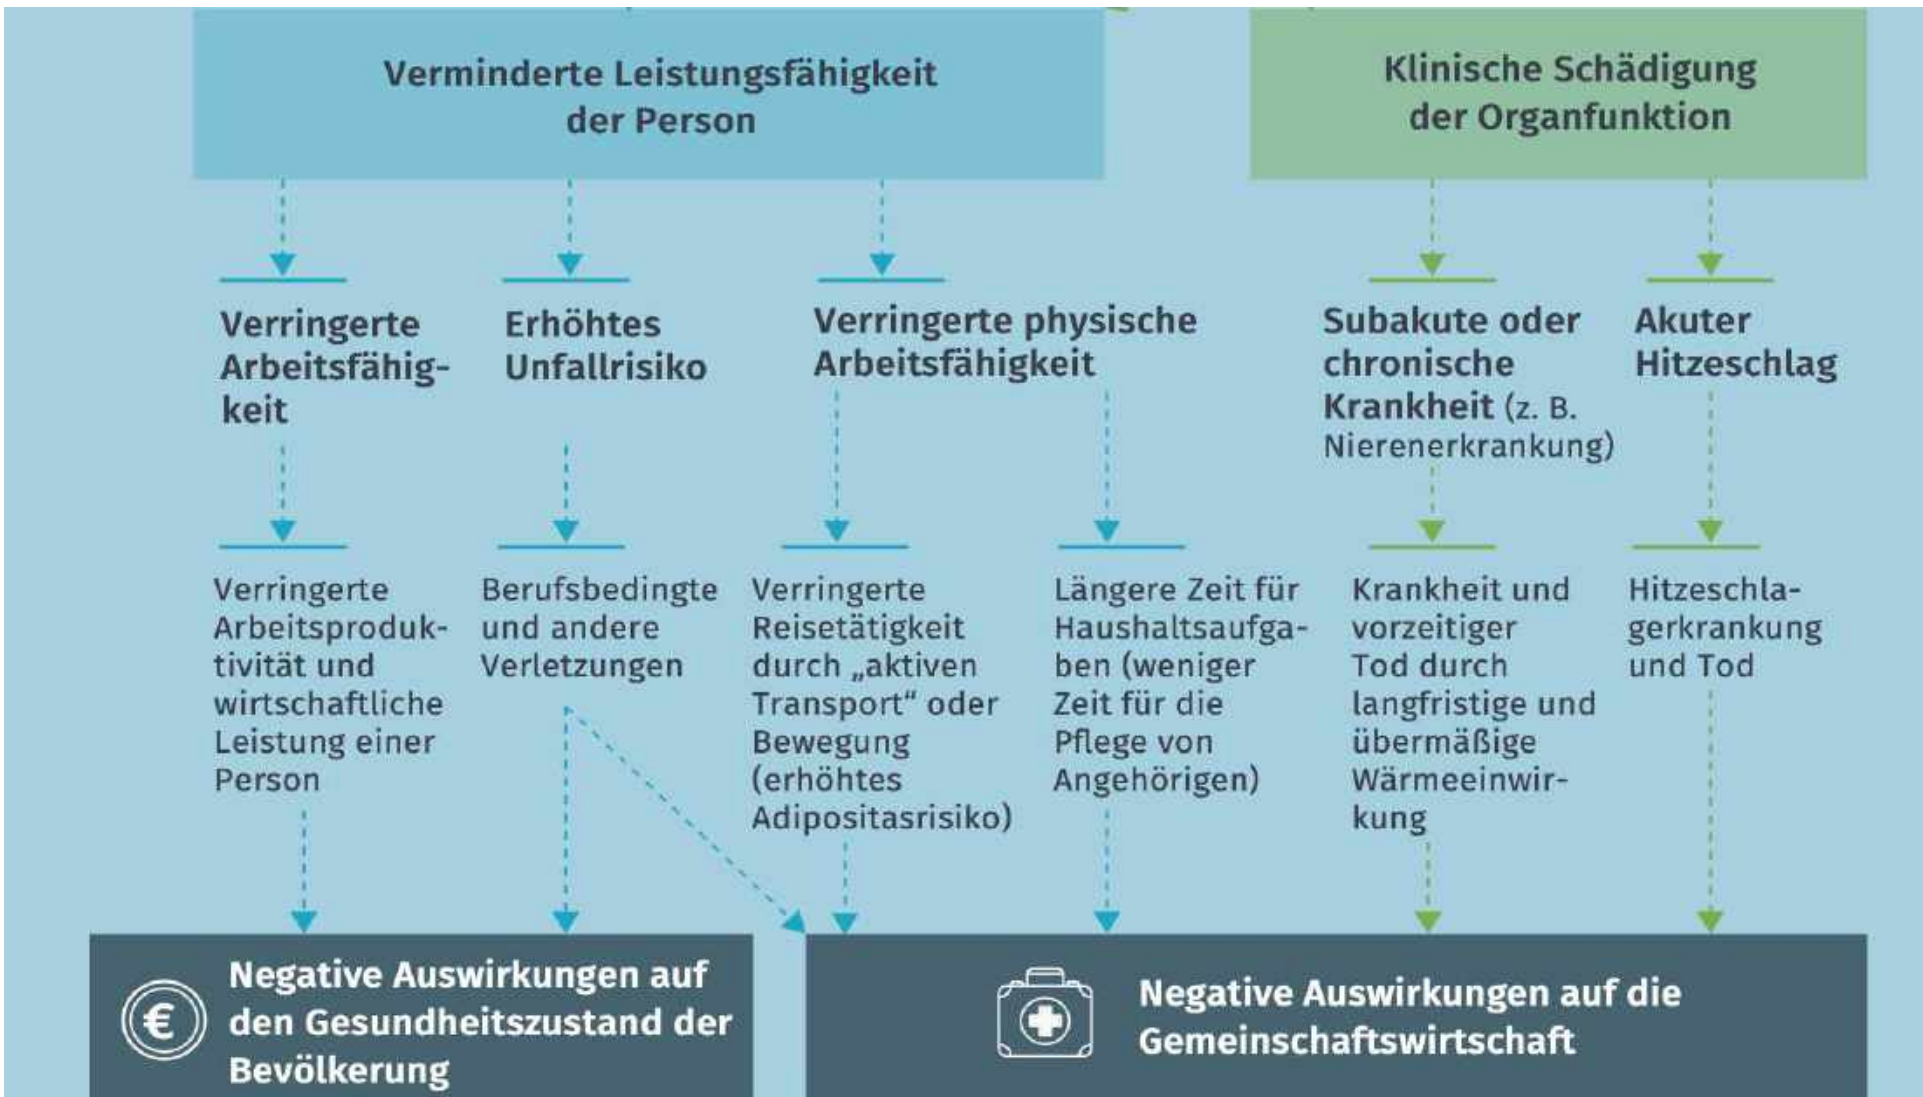 Verminderte Leistungsfähigkeit
der Person
Klinische Schädigung
der Organfunktion
Verringerte
Arbeitsfähig-
keit
Erhöhtes
Unfallrisiko
Verringerte physische
Arbeitsfähigkeit
Subakute oder
chronische
Krankheit (z. B.
Nierenerkrankung)
Akuter
Hitzeschlag
Verringerte
Arbeitsproduk-
tivität und
wirtschaftliche
Leistung einer
Person
Berufsbedingte
und andere
Verletzungen
Verringerte
Reisetätigkeit
durch „aktiven
Transport“ oder
Bewegung
(erhöhtes
Adipositasrisiko)
Längere Zeit für
Haushaltsaufga-
ben (weniger
Zeit für die
Pflege von
Angehörigen)
Krankheit und
vorzeitiger
Tod durch
langfristige und
übermäßige
Wärmeeinwir-
kung
Hitzeschla-
gerkrankung
und Tod
€
Negative Auswirkungen auf
den Gesundheitszustand der
Bevölkerung
Negative Auswirkungen auf die
Gemeinschaftswirtschaft